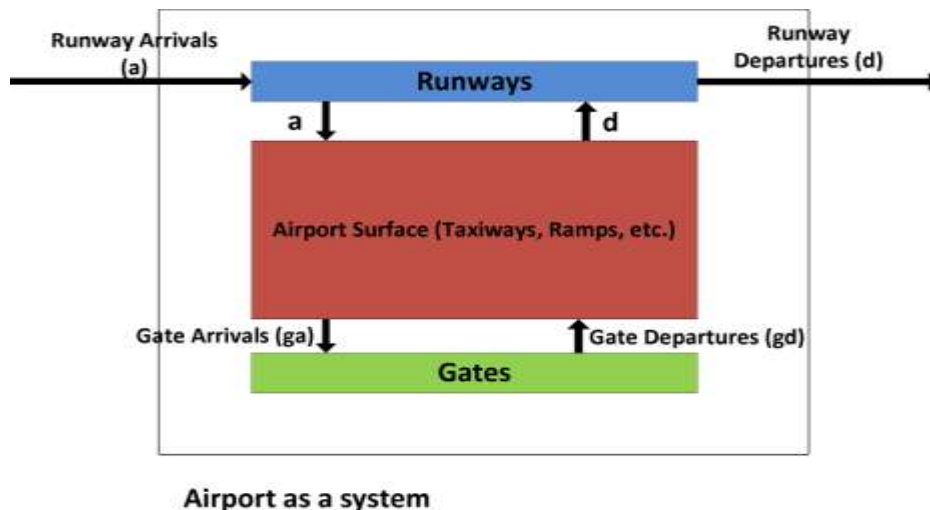 Runway Arrivals
(a)
Runway
Departures (d)
Runways
a
d
Airport Surface (Taxiways, Ramps, etc.)
Gate Arrivals (ga)
Gate Departures (gd)
Gates
Airport as a system